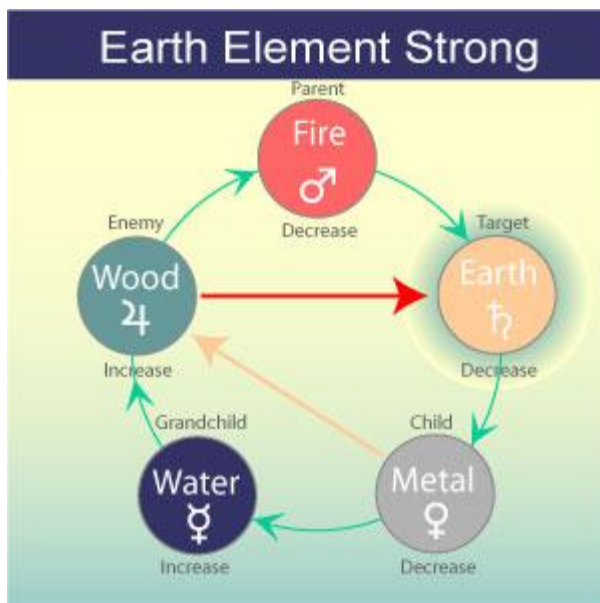 Earth Element Strong
Parent
Fire
♂
Decrease
Enemy
Target
Wood
Earth
♃
♄
Increase
Decrease
Grandchild
Child
Water
Metal
☿
♀
Increase
Decrease